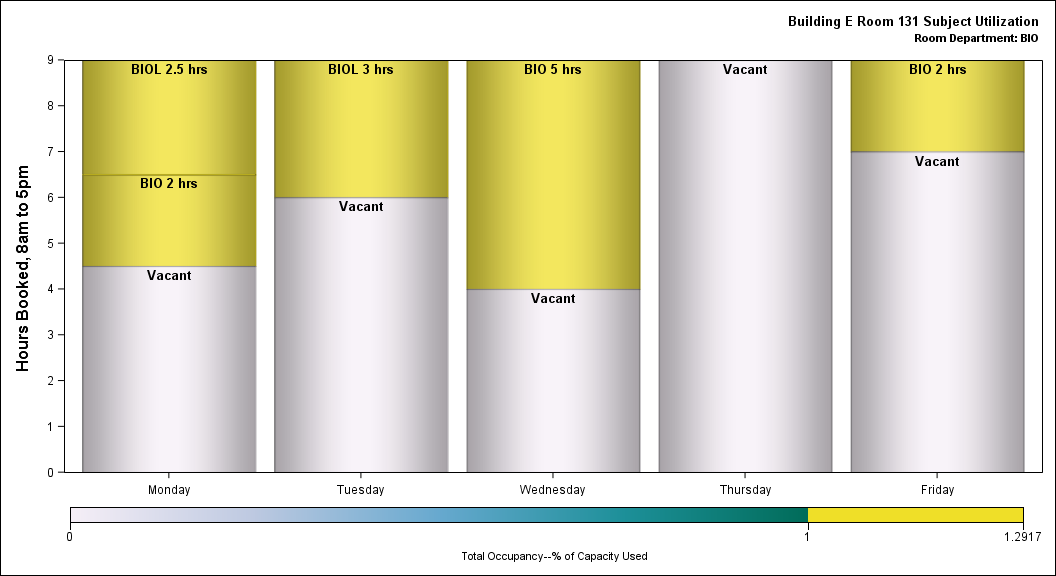 Building E Room 131 Subject Utilization
Room Department: BIO
Hours Booked, 8am to 5pm
9
8
7
6
5
4
3
2
1
0
BIOL 2.5 hrs
BIO 2 hrs
Vacant
BIOL 3 hrs
Vacant
BIO 5 hrs
Vacant
Vacant
BIO 2 hrs
Vacant
Monday
Tuesday
Wednesday
Thursday
Friday
0
1
1.2917
Total Occupancy--% of Capacity Used